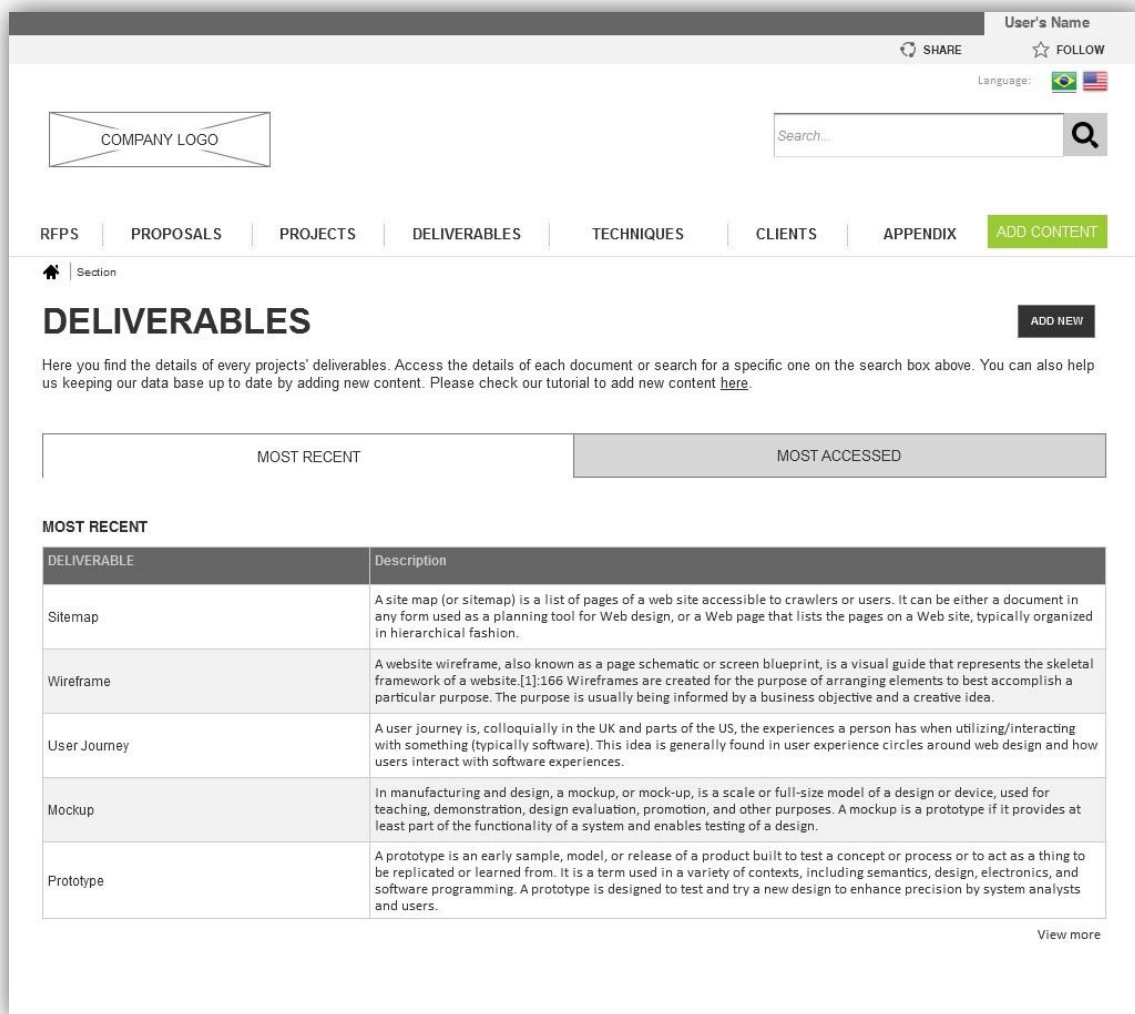 User's Name
SHARE
FOLLOW
Language:
COMPANY LOGO
Search...
RFPS
PROPOSALS
PROJECTS
DELIVERABLES
TECHNIQUES
CLIENTS
APPENDIX
ADD CONTENT
Section
DELIVERABLES
ADD NEW
Here you find the details of every projects' deliverables. Access the details of each document or search for a specific one on the search box above. You can also help
us keeping our data base up to date by adding new content. Please check our tutorial to add new content here.
MOST RECENT
MOST ACCESSED
MOST RECENT
DELIVERABLE
Description
Sitemap
A site map (or sitemap) is a list of pages of a web site accessible to crawlers or users. It can be either a document in
any form used as a planning tool for Web design, or a Web page that lists the pages on a Web site, typically organized
in hierarchical fashion.
Wireframe
A website wireframe, also known as a page schematic or screen blueprint, is a visual guide that represents the skeletal
framework of a website.[1]:166 Wireframes are created for the purpose of arranging elements to best accomplish a
particular purpose. The purpose is usually being informed by a business objective and a creative idea.
User Journey
A user journey is, colloquially in the UK and parts of the US, the experiences a person has when utilizing/interacting
with something (typically software). This idea is generally found in user experience circles around web design and how
users interact with software experiences.
Mockup
In manufacturing and design, a mockup, or mock-up, is a scale or full-size model of a design or device, used for
teaching, demonstration, design evaluation, promotion, and other purposes. A mockup is a prototype if it provides at
least part of the functionality of a system and enables testing of a design.
Prototype
A prototype is an early sample, model, or release of a product built to test a concept or process or to act as a thing to
be replicated or learned from. It is a term used in a variety of contexts, including semantics, design, electronics, and
software programming. A prototype is designed to test and try a new design to enhance precision by system analysts
and users.
View more